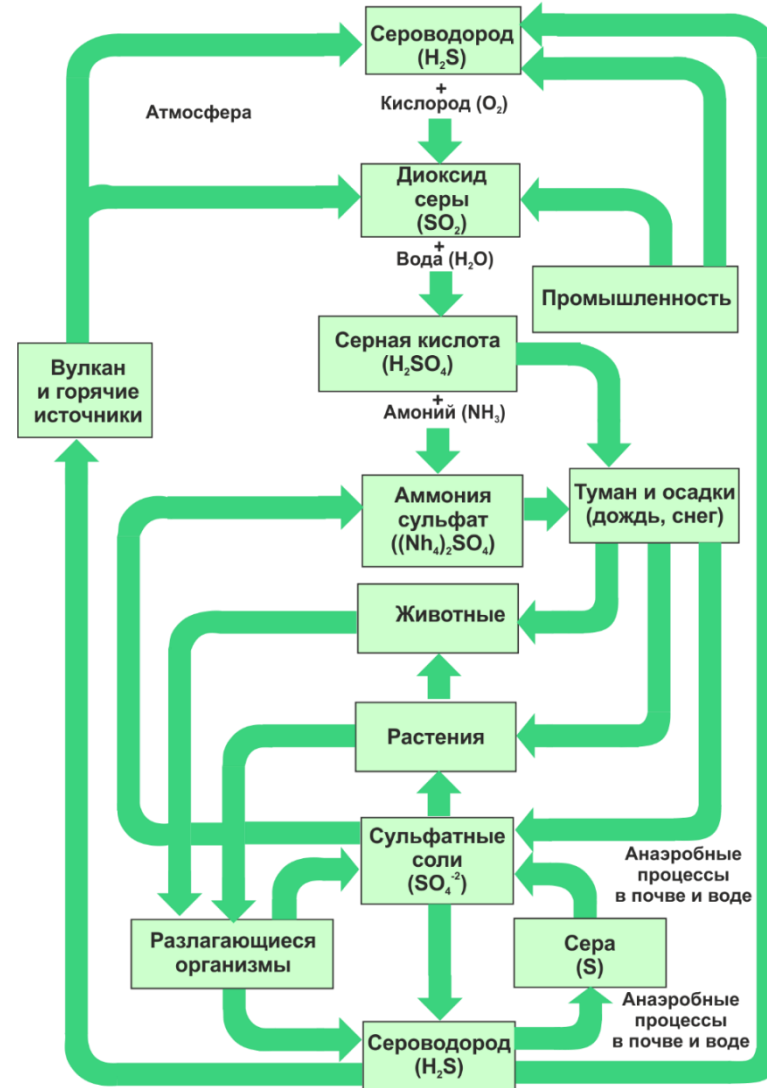 Сероводород
(H₂S)
+
Кислород (O₂)
Атмосфера
Диоксид
серы
(SO₂)
+
Вода (H₂O)
Промышленность
Серная кислота
(H₂SO₄)
+
Амоний (NH₃)
Вулкан
и горячие
источники
Аммония
сульфат
((Nh₄)₂SO₄)
Туман и осадки
(дождь, снег)
Животные
Растения
Сульфатные
соли
(SO₄⁻²)
Анаэробные
процессы
в почве и воде
Разлагающиеся
организмы
Сера
(S)
Анаэробные
процессы
в почве и воде
Сероводород
(H₂S)